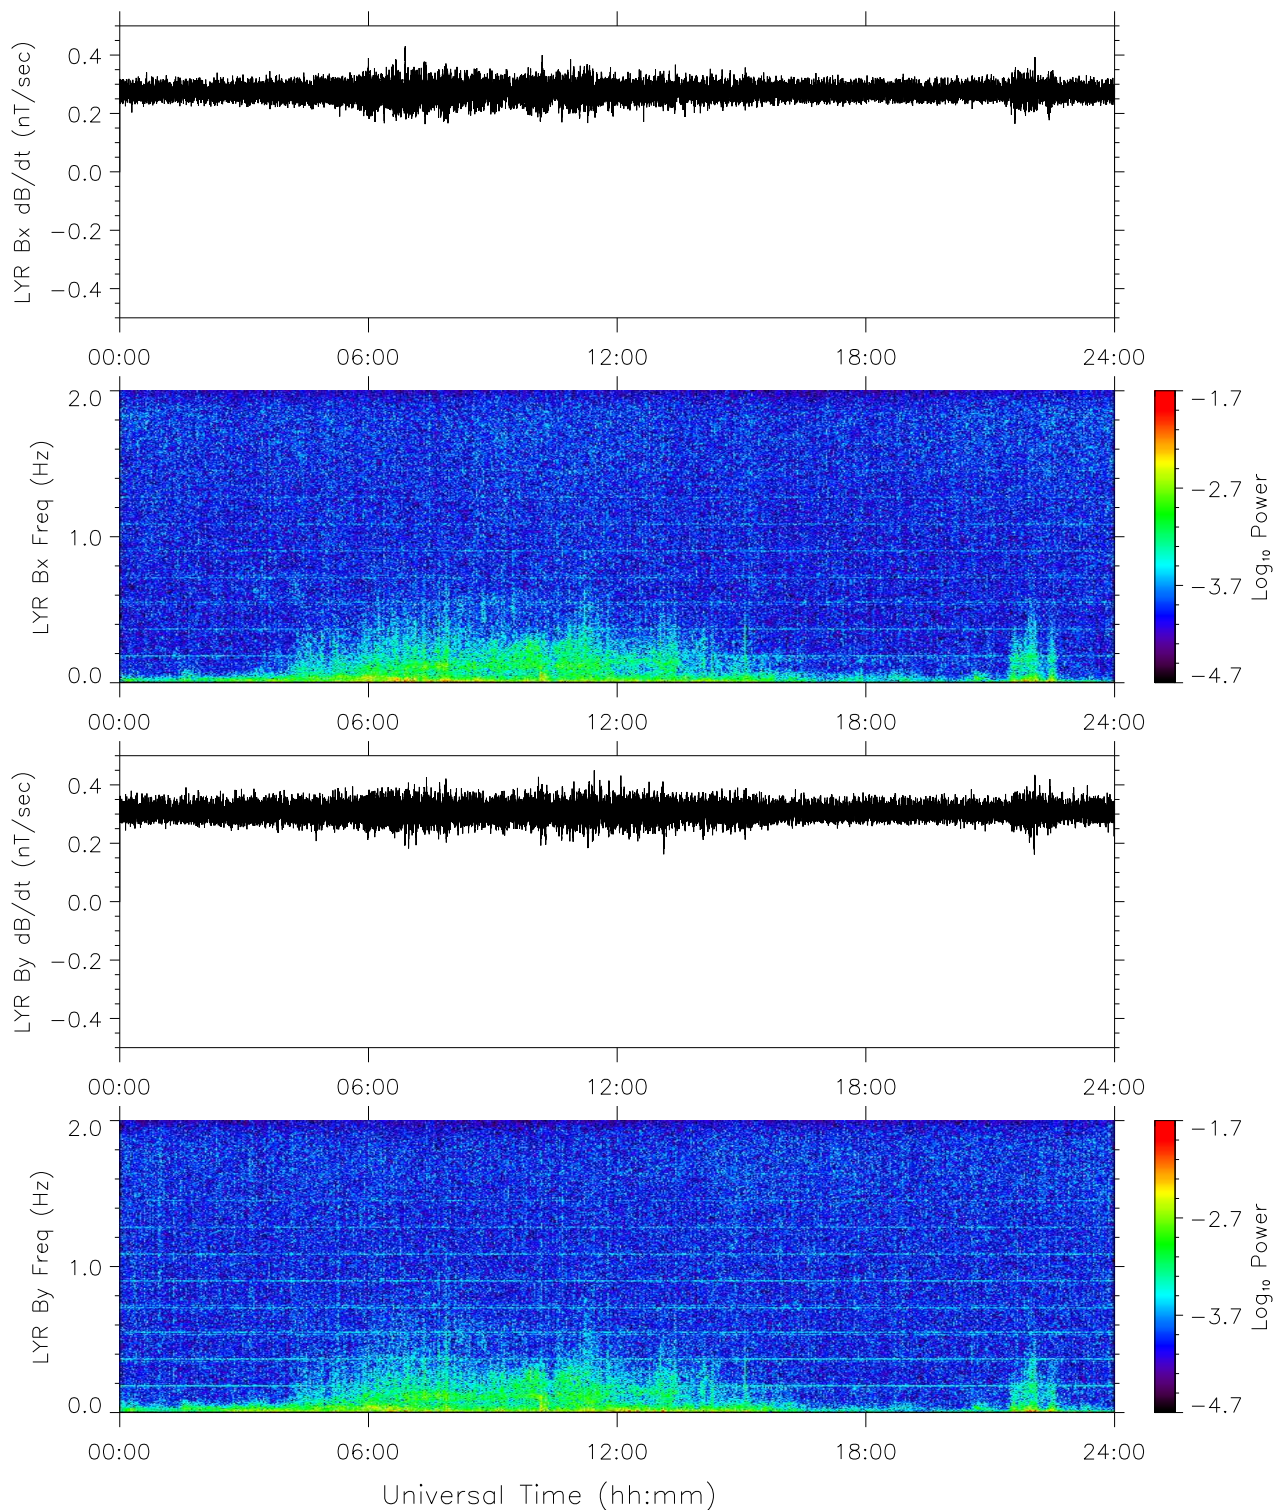 LYR Bx dB/dt (nT/sec)
0.4
0.2
0.0
−0.2
−0.4
00:00 06:00 12:00 18:00 24:00
LYR Bx Freq (Hz)
2.0
1.0
0.0
−1.7
−2.7
−3.7
−4.7
Log₁₀ Power
00:00 06:00 12:00 18:00 24:00
LYR By dB/dt (nT/sec)
0.4
0.2
0.0
−0.2
−0.4
00:00 06:00 12:00 18:00 24:00
LYR By Freq (Hz)
2.0
1.0
0.0
−1.7
−2.7
−3.7
−4.7
Log₁₀ Power
00:00 06:00 12:00 18:00 24:00
Universal Time (hh:mm)